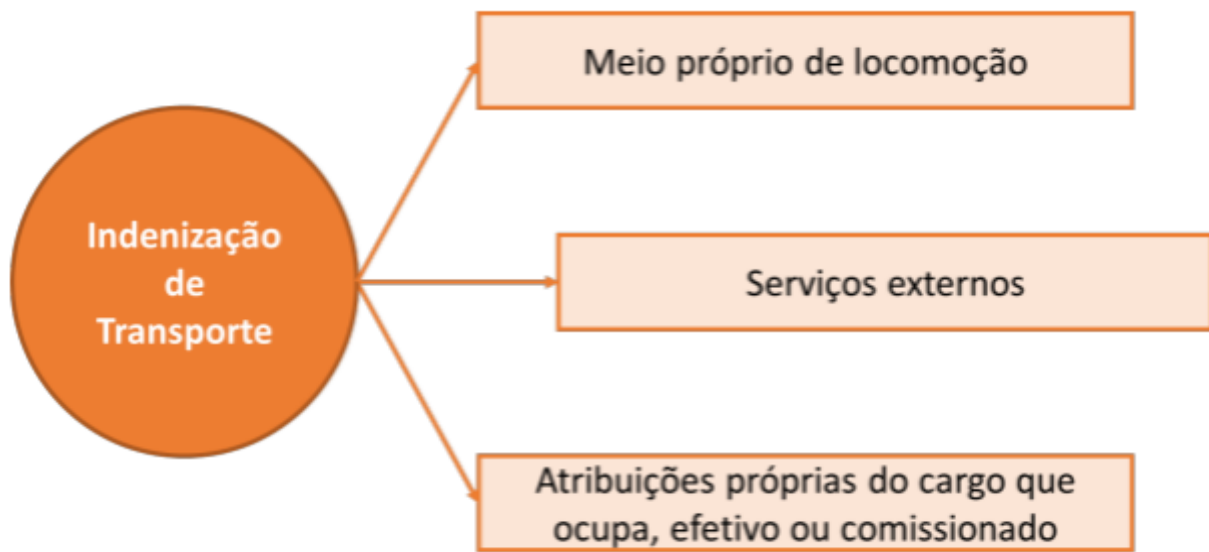 Indenização
de
Transporte
Meio próprio de locomoção
Serviços externos
Atribuições próprias do cargo que
ocupa, efetivo ou comissionado